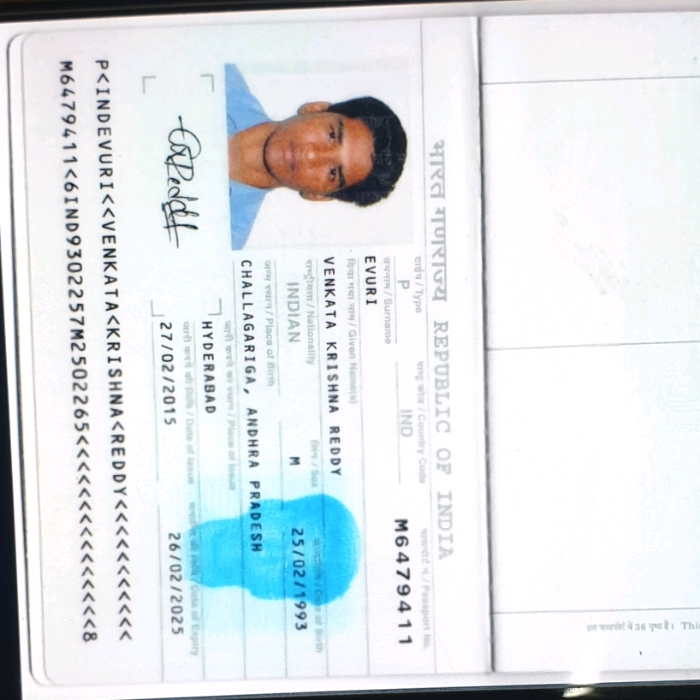 भारत गणराज्य REPUBLIC OF INDIA
टाईप / Type
राष्ट्र कोड / Country Code
पासपोर्ट नं. / Passport No.
P
IND
M6479411
उपनाम / Surname
EVURI
दिया गया नाम / Given Name(s)
VENKATA KRISHNA REDDY
राष्ट्रीयता / Nationality
लिंग / Sex
जन्मतिथि / Date of Birth
INDIAN
M
25/02/1993
जन्म स्थान / Place of Birth
CHALLAGARIGA, ANDHRA PRADESH
जारी करने का स्थान / Place of Issue
HYDERABAD
जारी करने की तिथि / Date of Issue
समाप्ति की तिथि / Date of Expiry
27/02/2015
26/02/2025
P<INDEVURI<<VENKATA<KRISHNA<REDDY<<<<<<<<<<<
M6479411<6IND9302257M2502265<<<<<<<<<<<<<<<8
इस पासपोर्ट में 36 पृष्ठ हैं। Thi